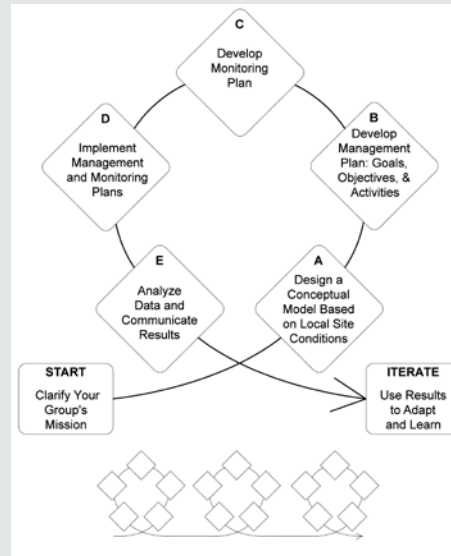 C
Develop
Monitoring
Plan
D
Implement
Management
and Monitoring
Plans
B
Develop
Management
Plan: Goals,
Objectives, &
Activities
E
Analyze
Data and
Communicate
Results
A
Design a
Conceptual
Model Based
on Local Site
Conditions
START
Clarify Your
Group's
Mission
ITERATE
Use Results
to Adapt
and Learn